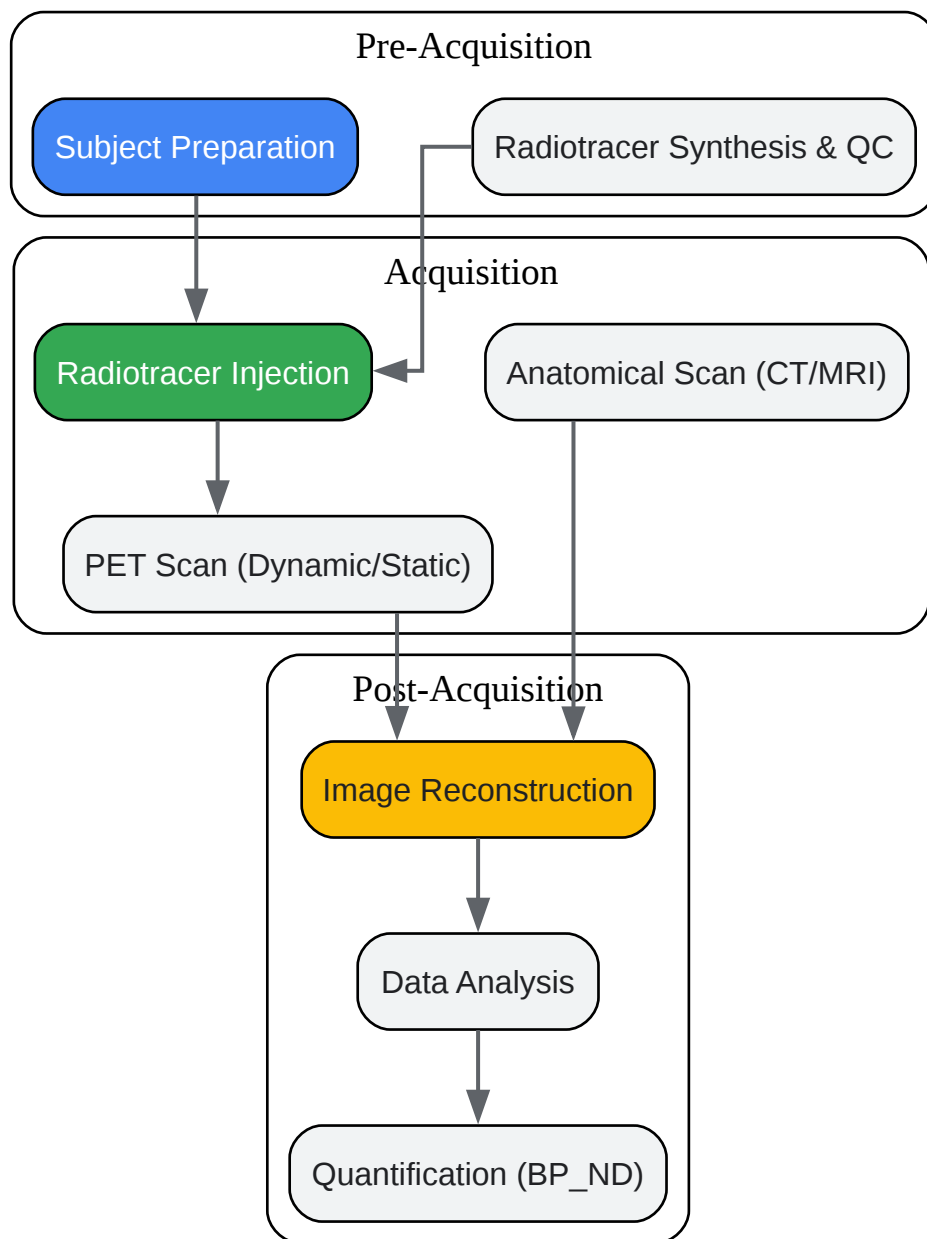 Pre-Acquisition
Subject Preparation
Radiotracer Synthesis & QC
Acquisition
Radiotracer Injection
Anatomical Scan (CT/MRI)
PET Scan (Dynamic/Static)
Post-Acquisition
Image Reconstruction
Data Analysis
Quantification (BP_ND)